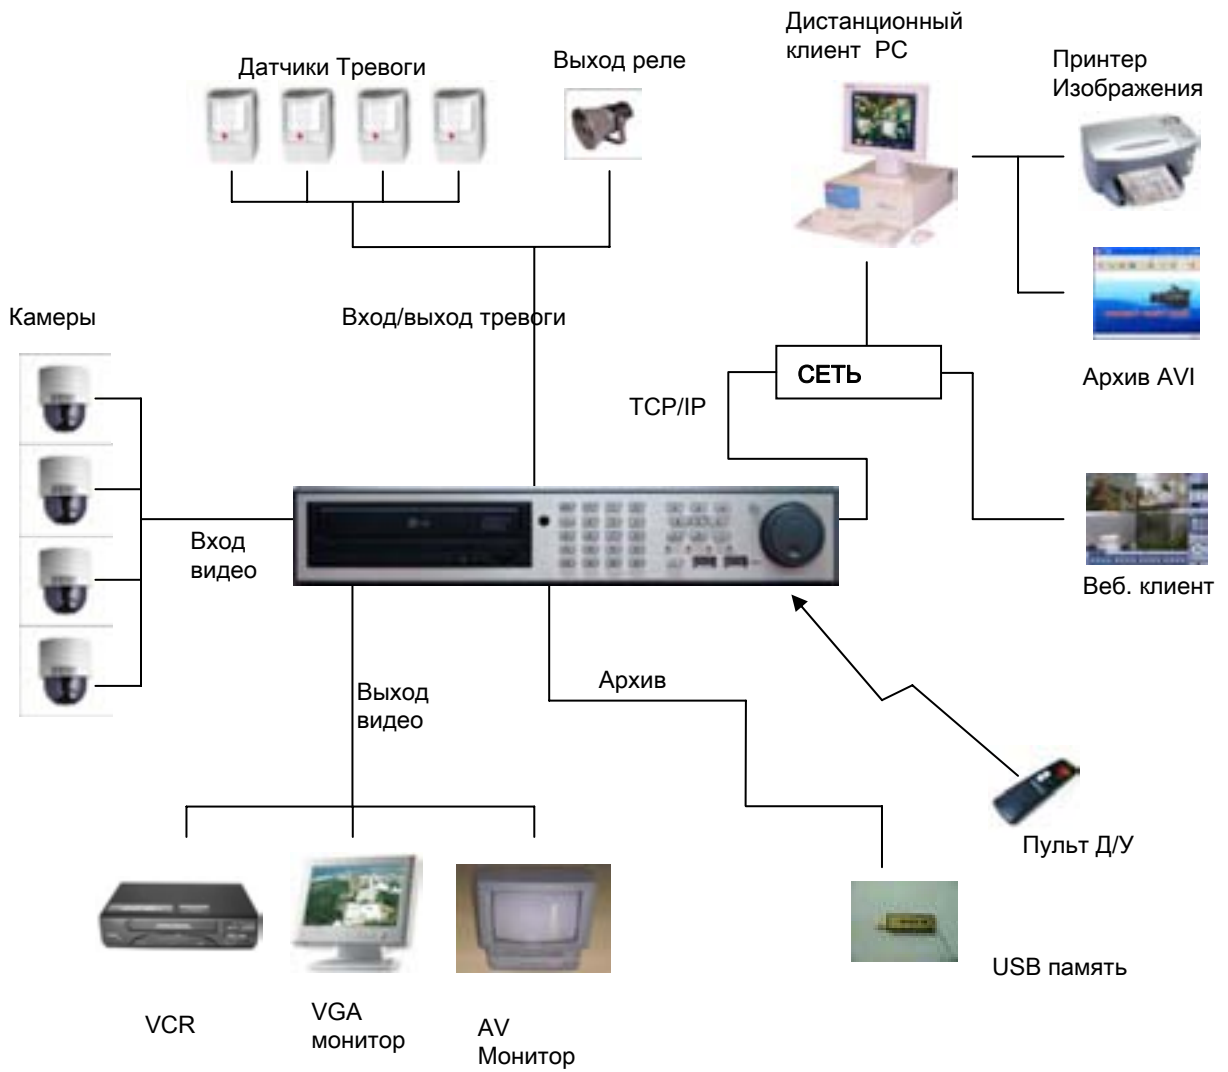 Дистанционный
клиент PC
Датчики Тревоги
Выход реле
Принтер
Изображения
Камеры
Вход/выход тревоги
СЕТЬ
Архив AVI
TCP/IP
Вход
видео
Веб. клиент
Архив
Выход
видео
Пульт Д/У
USB память
VCR
VGA
монитор
AV
Монитор